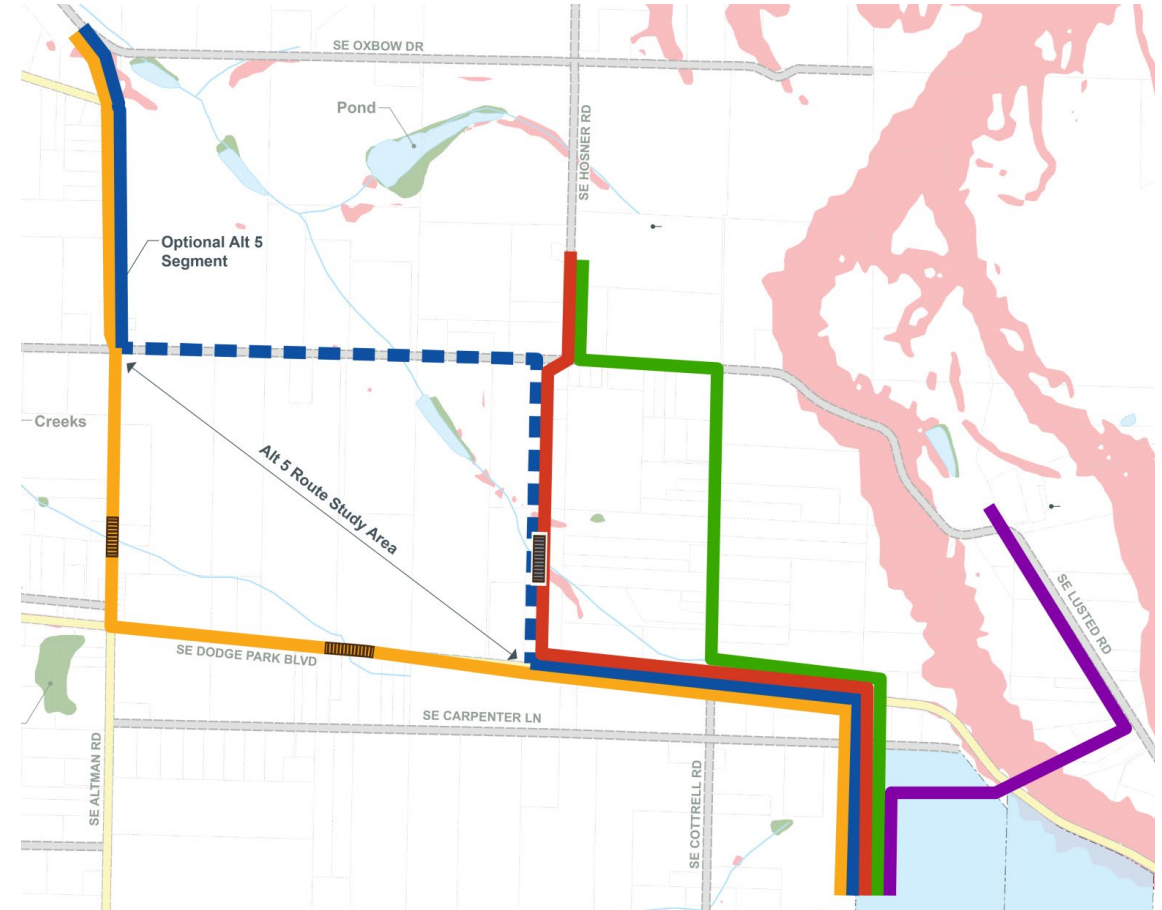 SE OXBOW DR
Pond
SE HOSNER RD
Optional Alt 5
Segment
Creeks
Alt 5 Route Study Area
SE LUSTED RD
SE DODGE PARK BLVD
SE CARPENTER LN
SE ALTMAN RD
SE COTTRELL RD